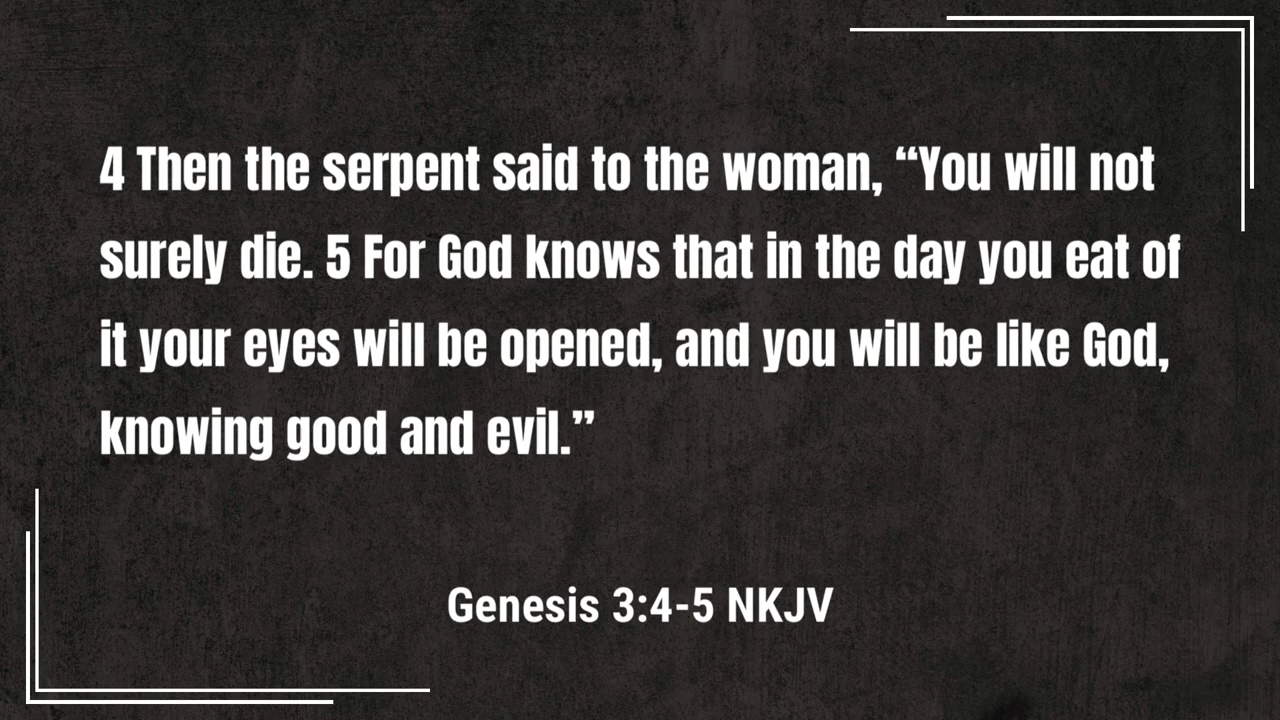 4 Then the serpent said to the woman, “You will not
surely die. 5 For God knows that in the day you eat of
it your eyes will be opened, and you will be like God,
knowing good and evil.”
Genesis 3:4-5 NKJV